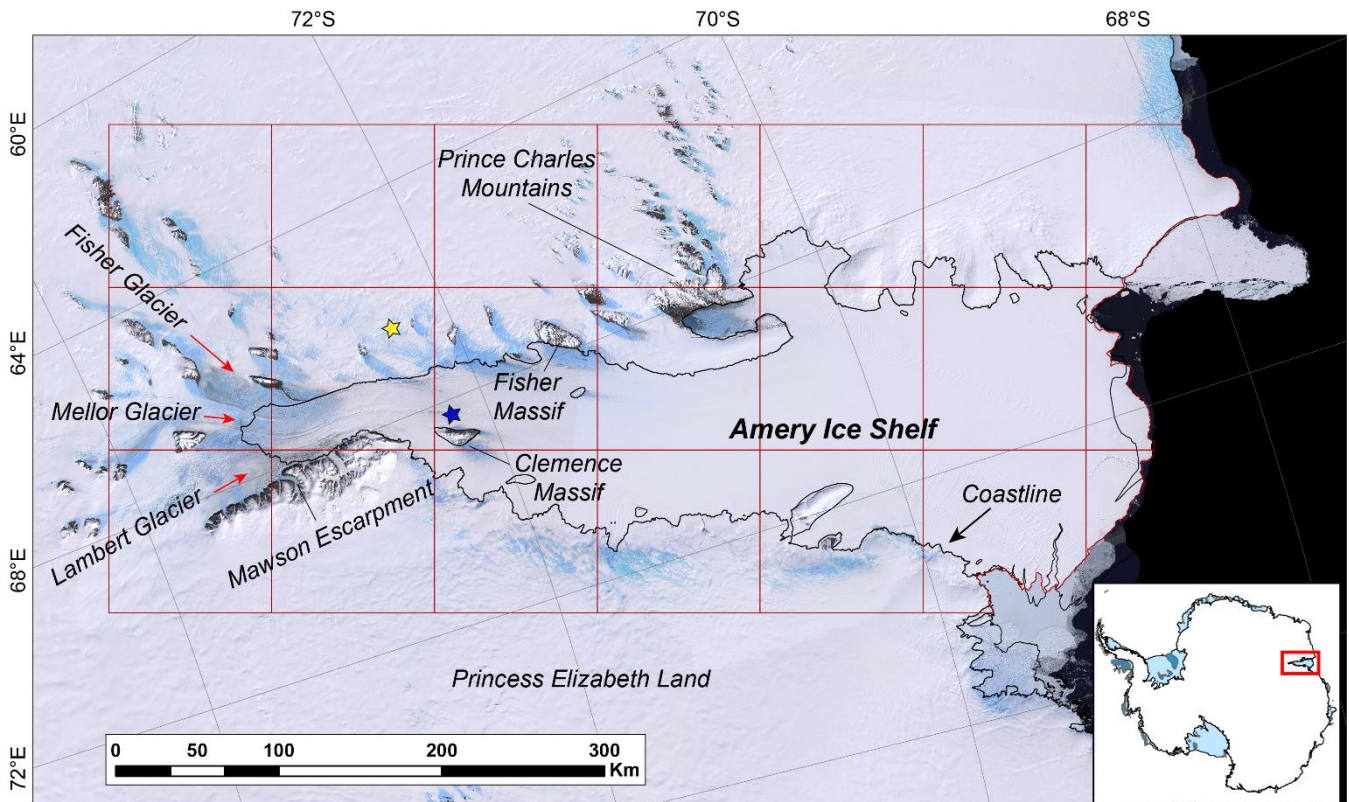 72°S
70°S
68°S
60°E
64°E
68°E
72°E
Prince Charles
Mountains
Fisher Glacier
Mellor Glacier
Lambert Glacier
Mawson Escarpment
Fisher
Massif
Clemence
Massif
Amery Ice Shelf
Coastline
Princess Elizabeth Land
0 50 100 200 300
Km